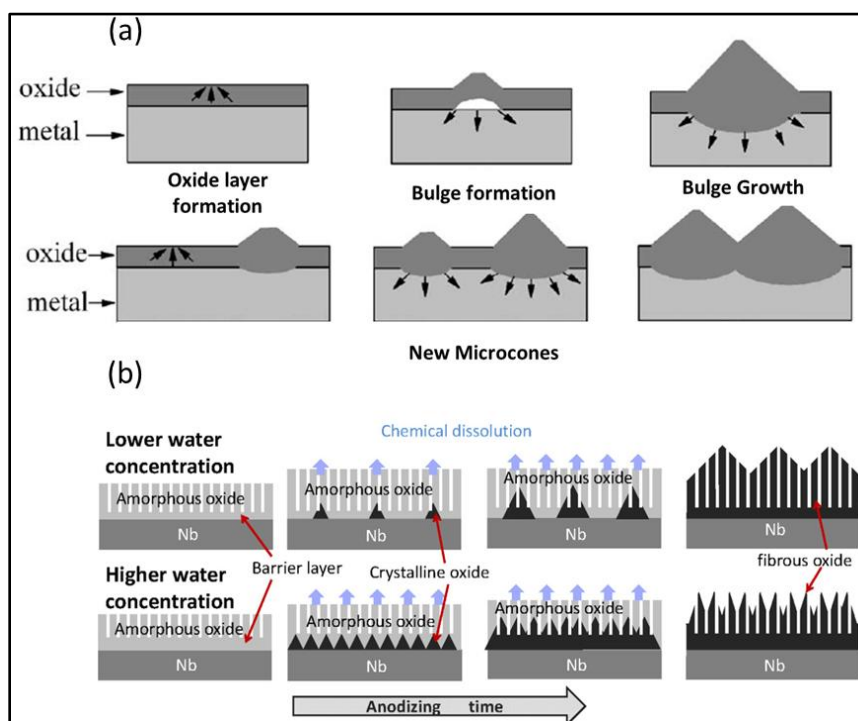 (a)
oxide
metal
Oxide layer
formation
Bulge formation
Bulge Growth
oxide
metal
New Microcones
(b)
Lower water
concentration
Chemical dissolution
Amorphous oxide
Nb
Amorphous oxide
Nb
Amorphous oxide
Nb
Nb
Barrier layer
Crystalline oxide
fibrous oxide
Higher water
concentration
Amorphous oxide
Nb
Amorphous oxide
Nb
Amorphous oxide
Nb
Nb
Anodizing time